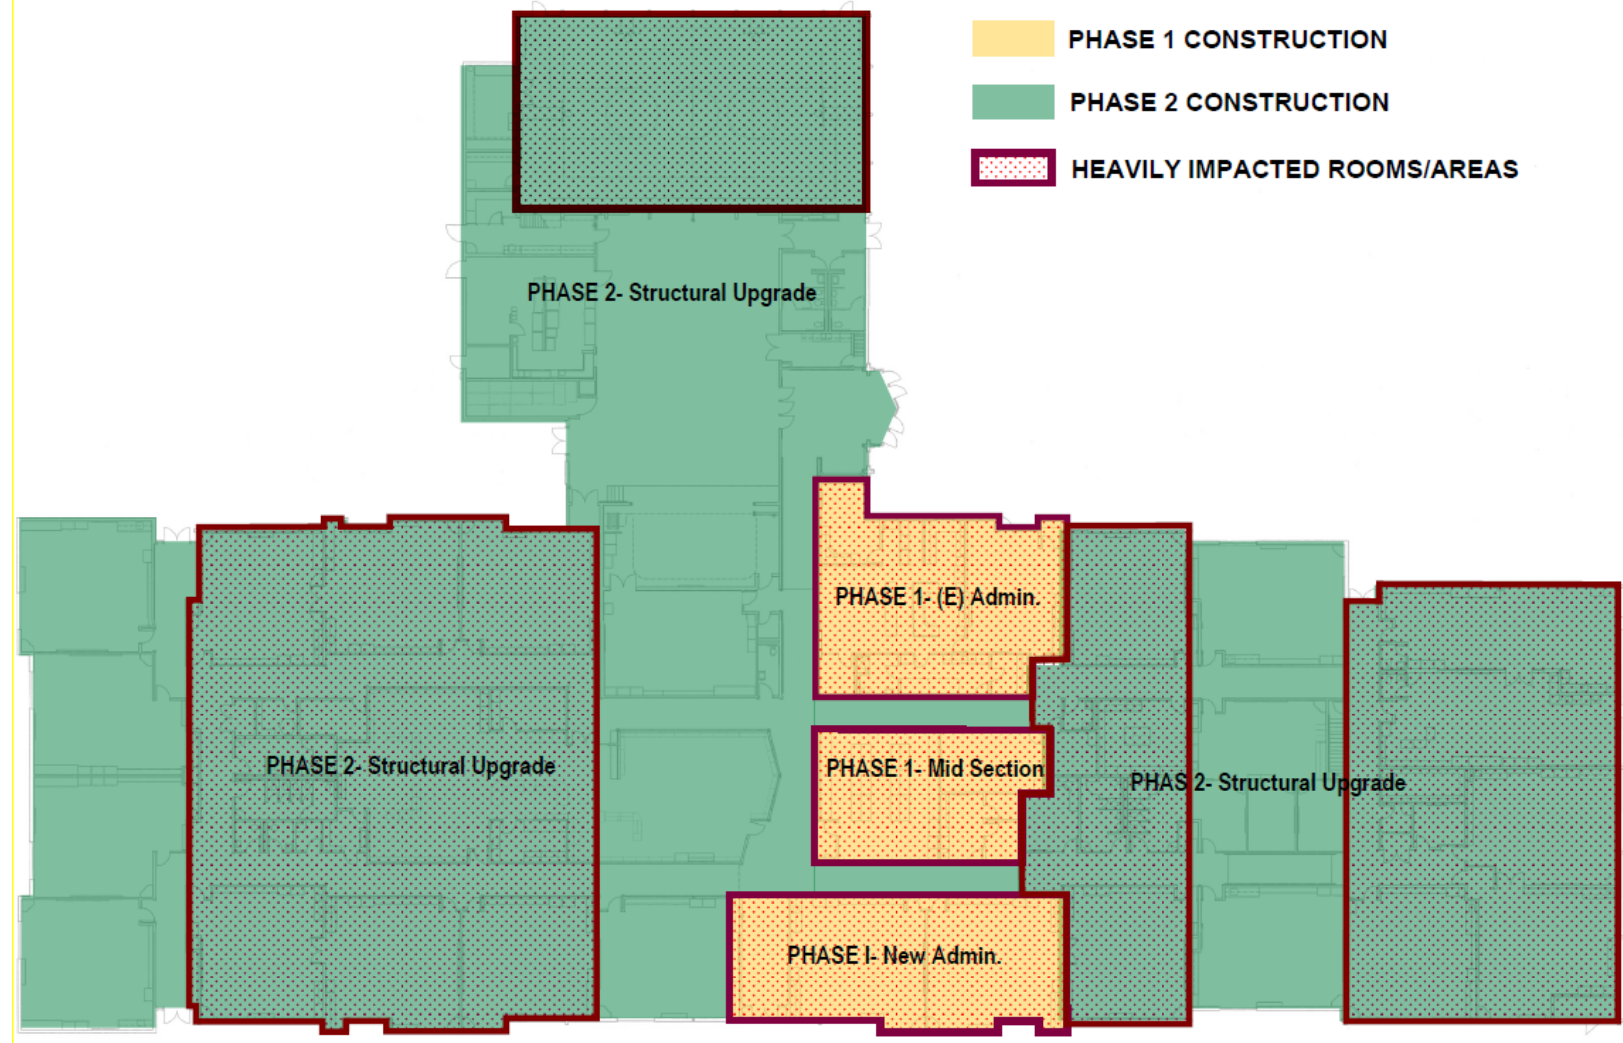 PHASE 1 CONSTRUCTION
PHASE 2 CONSTRUCTION
HEAVILY IMPACTED ROOMS/AREAS
PHASE 2- Structural Upgrade
PHASE 1- (E) Admin.
PHASE 2- Structural Upgrade
PHASE 1- Mid Section
PHAS 2- Structural Upgrade
PHASE I- New Admin.